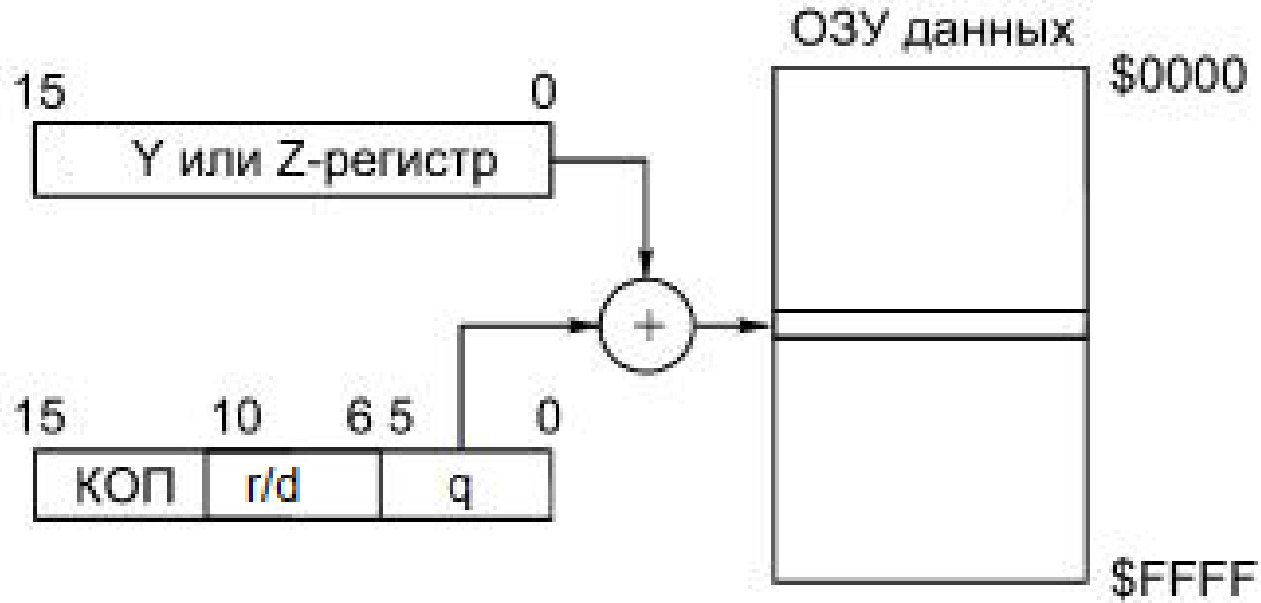 ОЗУ данных
$0000
15 0
Y или Z-регистр
+
15 10 6 5 0
КОП r/d q
$FFFF